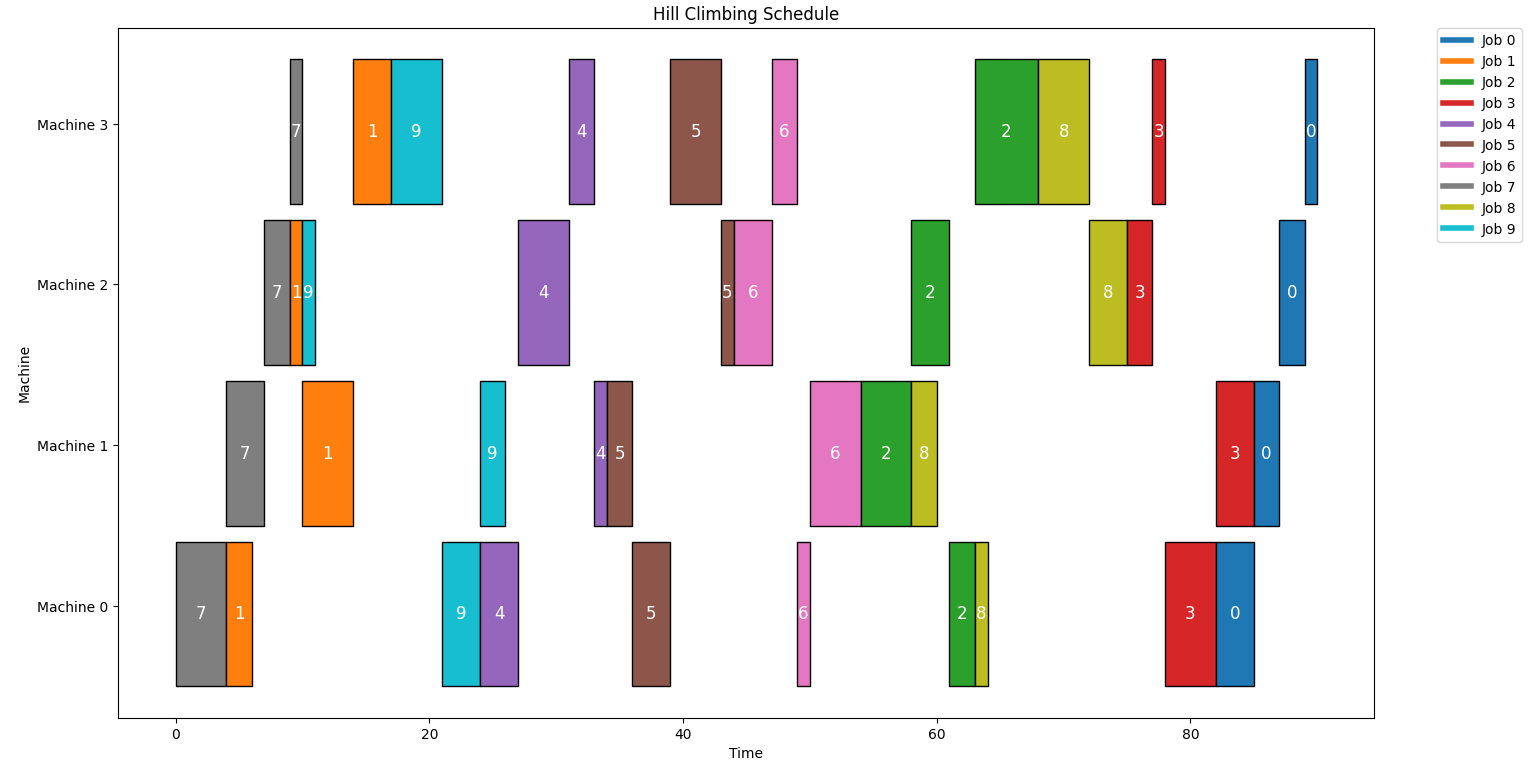 Hill Climbing Schedule
Machine 3
7 1 9 4 5 6 2 8 3 0
Machine 2
7 1 9 4 5 6 2 8 3 0
Machine 1
7 1 9 4 5 6 2 8 3 0
Machine 0
7 1 9 4 5 6 2 8 3 0
Machine
0 20 40 60 80
Time
Job 0
Job 1
Job 2
Job 3
Job 4
Job 5
Job 6
Job 7
Job 8
Job 9